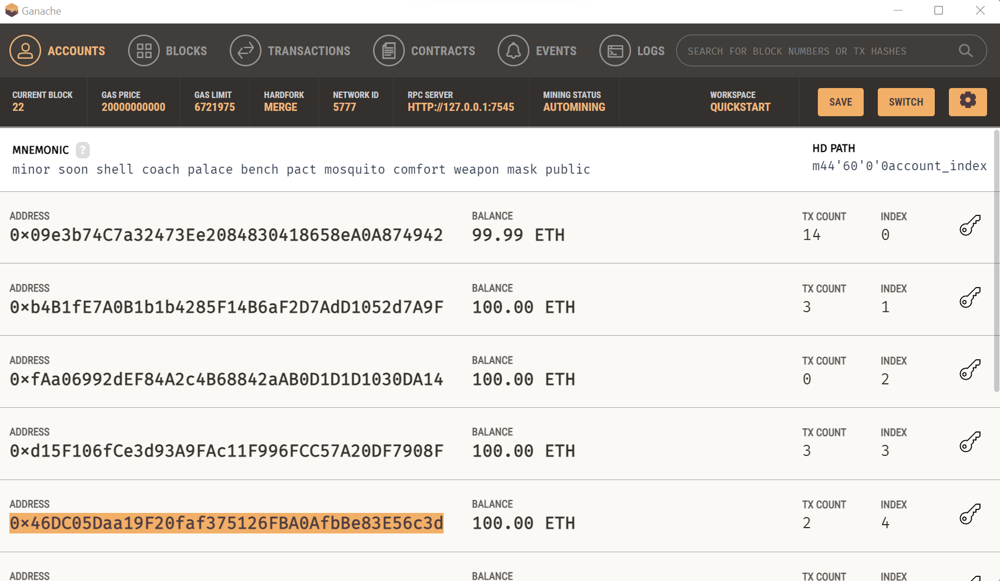 Ganache
ACCOUNTS BLOCKS TRANSACTIONS CONTRACTS EVENTS LOGS SEARCH FOR BLOCK NUMBERS OR TX HASHES
CURRENT BLOCK GAS PRICE GAS LIMIT HARDFORK NETWORK ID RPC SERVER MINING STATUS WORKSPACE
22 20000000000 6721975 MERGE 5777 HTTP://127.0.0.1:7545 AUTOMINING QUICKSTART SAVE SWITCH
MNEMONIC ? HD PATH
minor soon shell coach palace bench pact mosquito comfort weapon mask public m44'60'0'0account_index
ADDRESS BALANCE TX COUNT INDEX
0×09e3b74C7a32473Ee2084830418658eA0A874942 99.99 ETH 14 0
ADDRESS BALANCE TX COUNT INDEX
0×b4B1fE7A0B1b1b4285F14B6aF2D7AdD1052d7A9F 100.00 ETH 3 1
ADDRESS BALANCE TX COUNT INDEX
0×fAa06992dEF84A2c4B68842aAB0D1D1D1030DA14 100.00 ETH 0 2
ADDRESS BALANCE TX COUNT INDEX
0×d15F106fCe3d93A9FAc11F996FCC57A20DF7908F 100.00 ETH 3 3
ADDRESS BALANCE TX COUNT INDEX
0×46DC05Daa19F20faf375126FBA0AfbBe83E56c3d 100.00 ETH 2 4
ADDRESS BALANCE TX COUNT INDEX